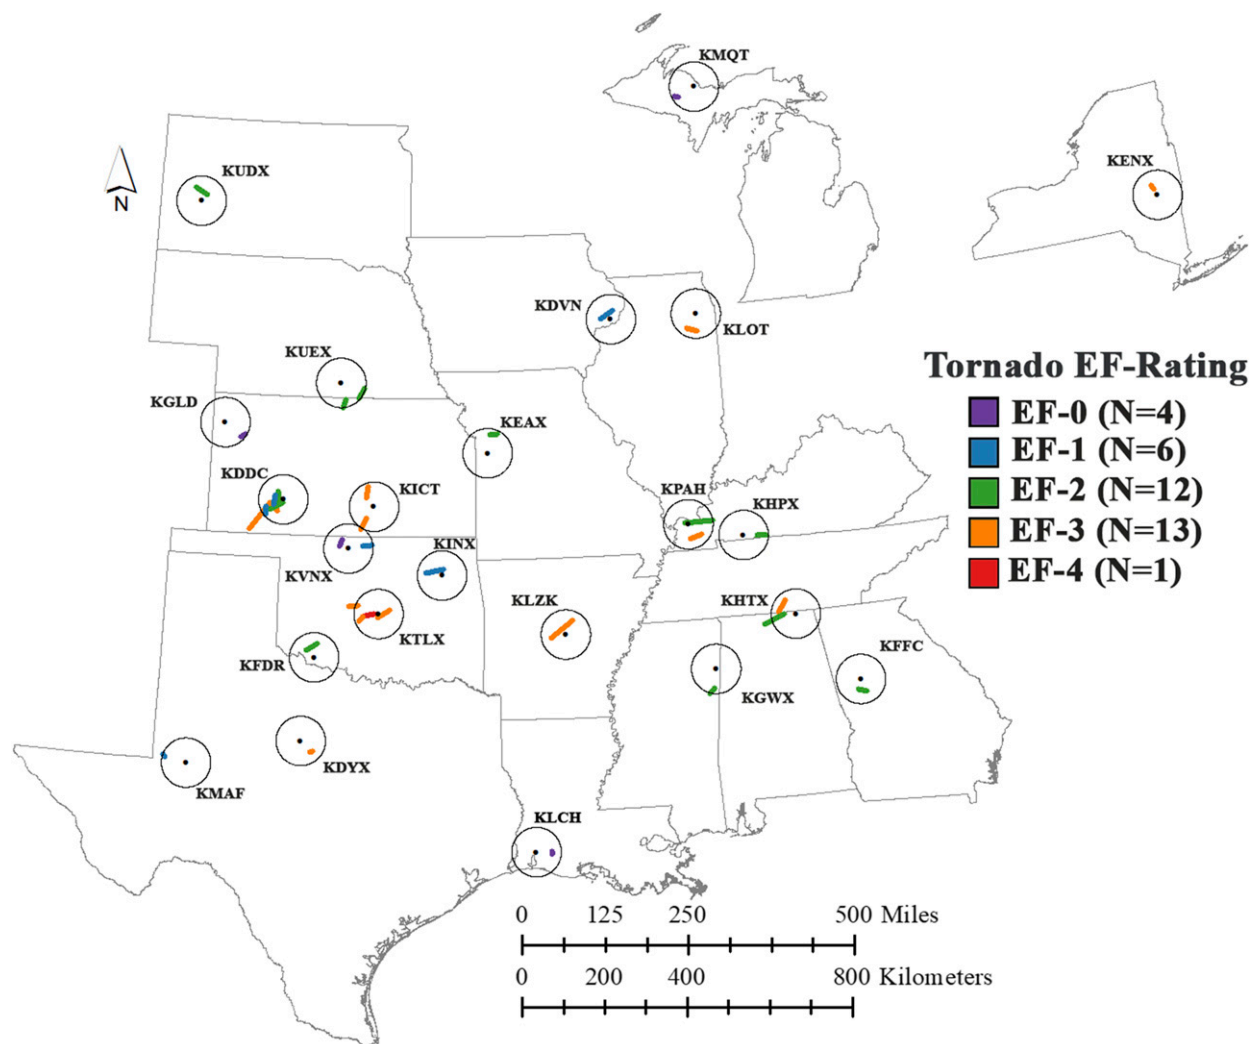 KMQT
KENX
KUDX
N
KDVN
KLOT
KUEX
Tornado EF-Rating
KGLD
KEAX
EF-0 (N=4)
EF-1 (N=6)
KDDC
KICT
KPAH
KHPX
EF-2 (N=12)
EF-3 (N=13)
KVNX
KINX
EF-4 (N=1)
KLZK
KHTX
KTLX
KFDR
KFFC
KGWX
KDYX
KMAF
KLCH
0 125 250 500 Miles
0 200 400 800 Kilometers